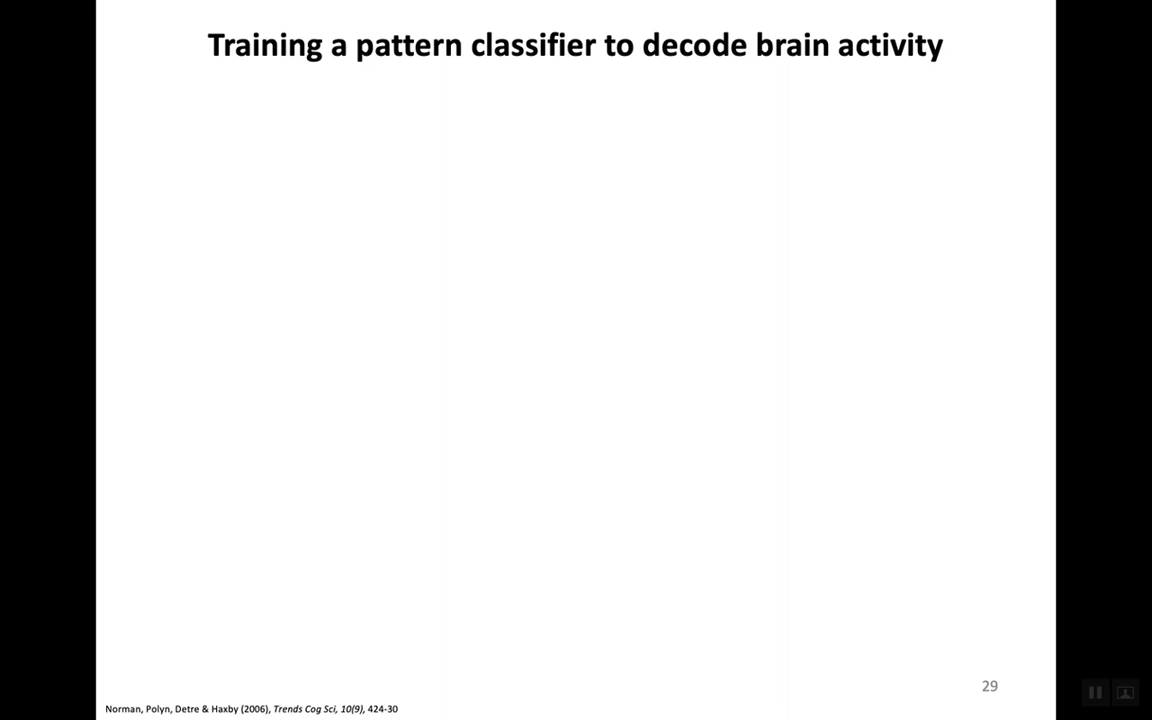 Training a pattern classifier to decode brain activity
29
Norman, Polyn, Detre & Haxby (2006), Trends Cog Sci, 10(9), 424-30